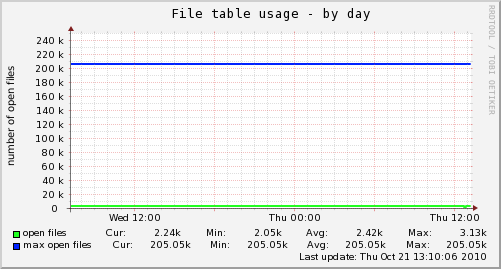 File table usage - by day
RRDTOOL / TOBI OETIKER
number of open files
240 k
220 k
200 k
180 k
160 k
140 k
120 k
100 k
80 k
60 k
40 k
20 k
0
Wed 12:00 Thu 00:00 Thu 12:00
open files Cur: 2.24k Min: 2.05k Avg: 2.42k Max: 3.13k
max open files Cur: 205.05k Min: 205.05k Avg: 205.05k Max: 205.05k
Last update: Thu Oct 21 13:10:06 2010